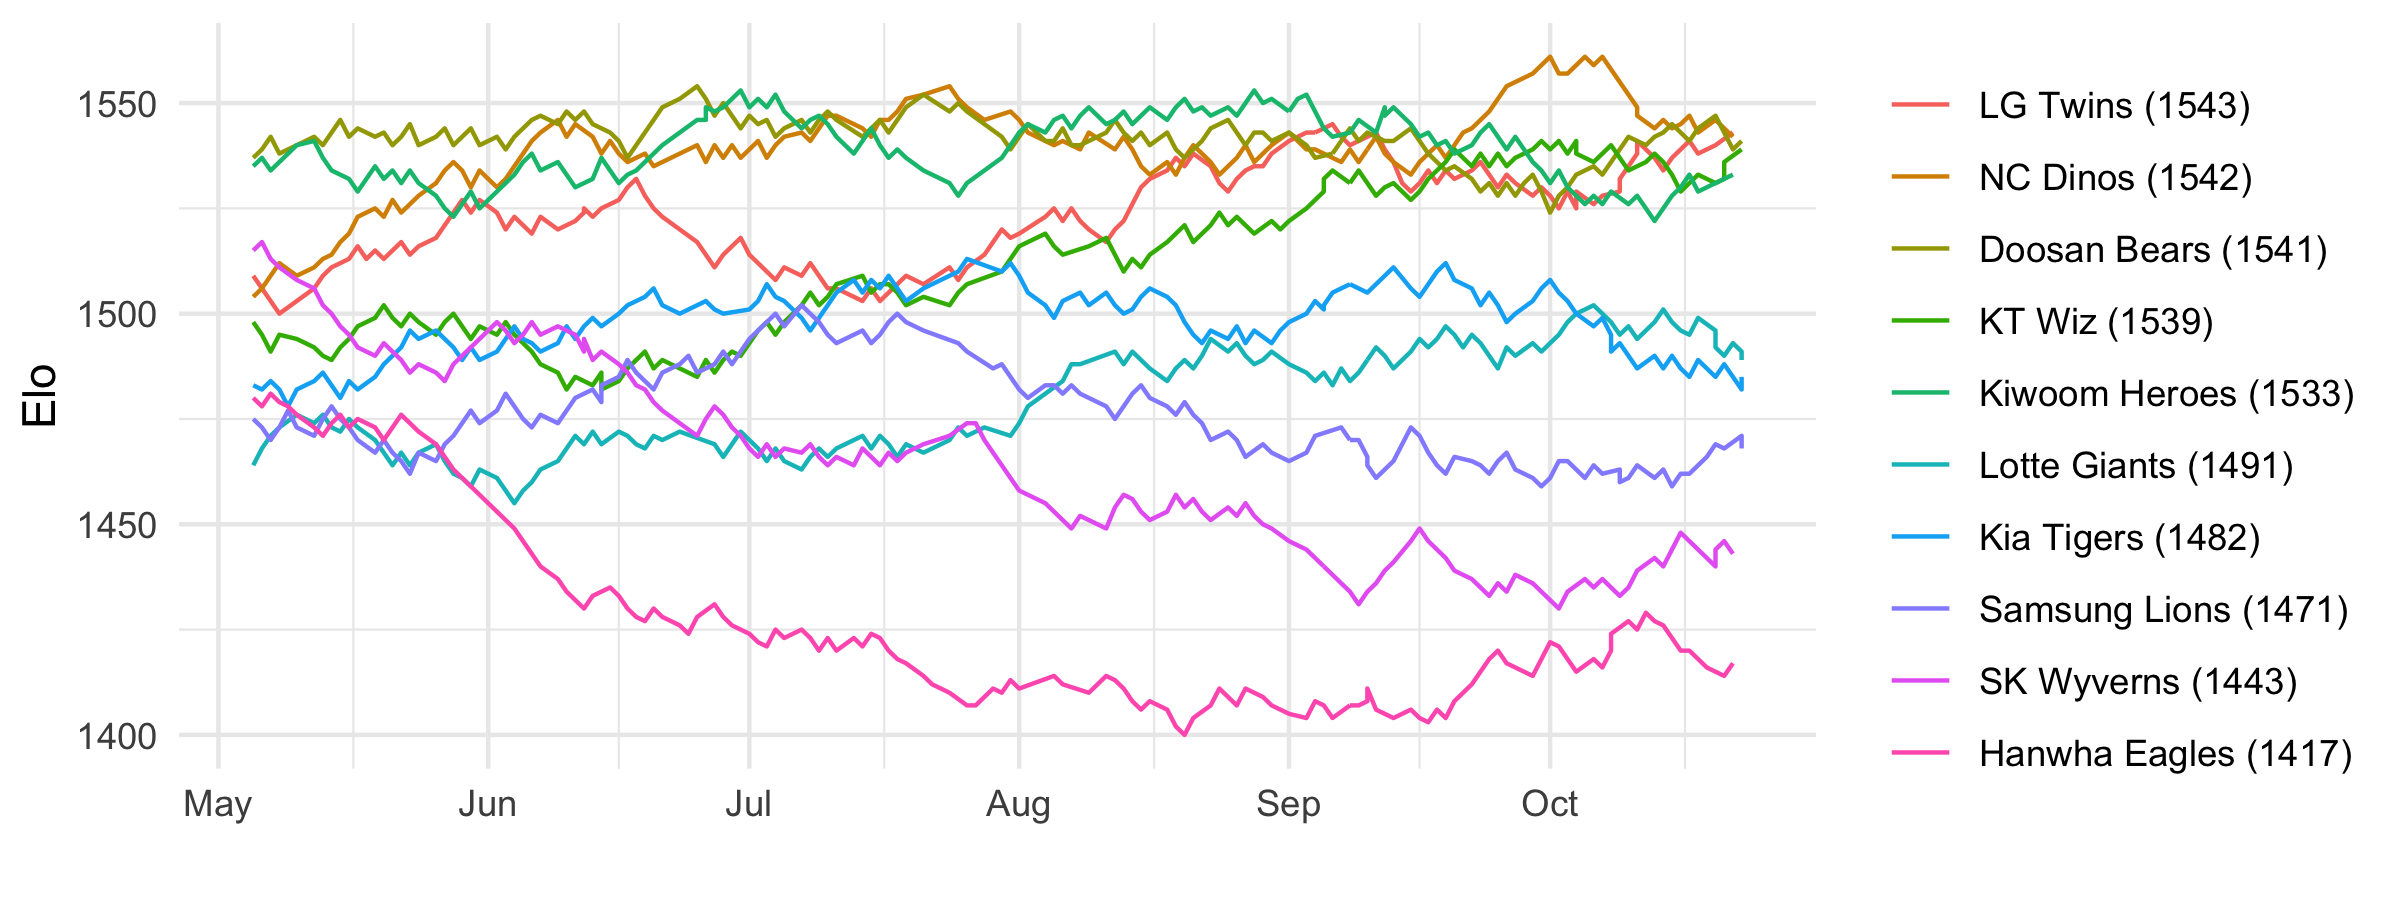 Elo
1550
1500
1450
1400
May
Jun
Jul
Aug
Sep
Oct
LG Twins (1543)
NC Dinos (1542)
Doosan Bears (1541)
KT Wiz (1539)
Kiwoom Heroes (1533)
Lotte Giants (1491)
Kia Tigers (1482)
Samsung Lions (1471)
SK Wyverns (1443)
Hanwha Eagles (1417)